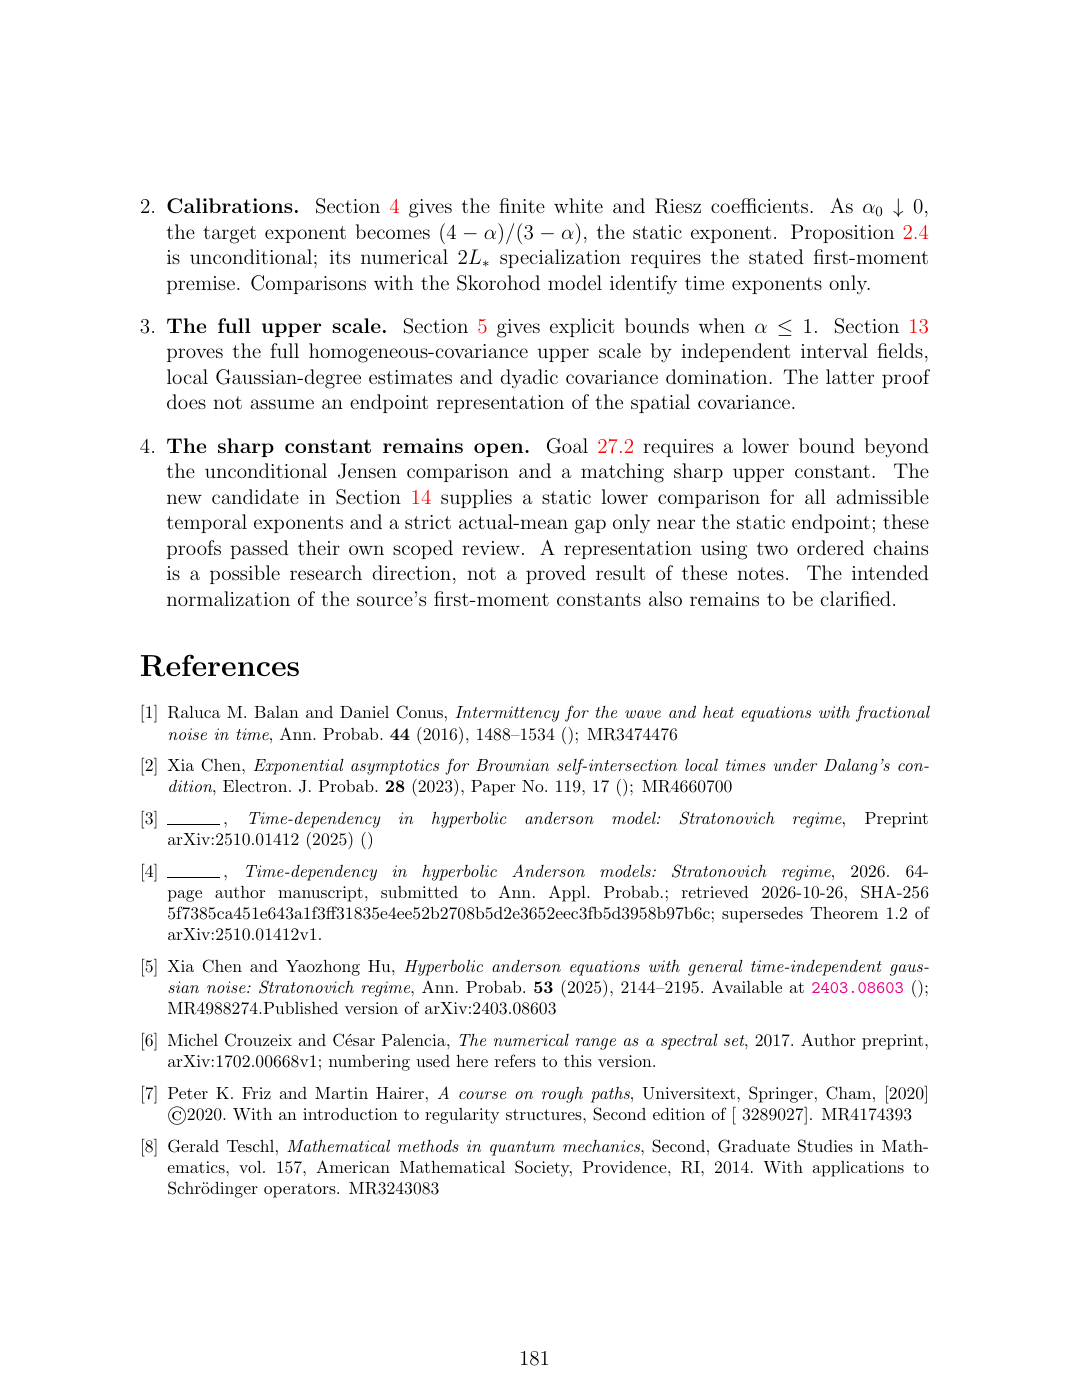 2. Calibrations. Section 4 gives the finite white and Riesz coefficients. As α₀ ↓ 0,
the target exponent becomes (4 − α)/(3 − α), the static exponent. Proposition 2.4
is unconditional; its numerical 2L∗ specialization requires the stated first-moment
premise. Comparisons with the Skorohod model identify time exponents only.
3. The full upper scale. Section 5 gives explicit bounds when α ≤ 1. Section 13
proves the full homogeneous-covariance upper scale by independent interval fields,
local Gaussian-degree estimates and dyadic covariance domination. The latter proof
does not assume an endpoint representation of the spatial covariance.
4. The sharp constant remains open. Goal 27.2 requires a lower bound beyond
the unconditional Jensen comparison and a matching sharp upper constant. The
new candidate in Section 14 supplies a static lower comparison for all admissible
temporal exponents and a strict actual-mean gap only near the static endpoint; these
proofs passed their own scoped review. A representation using two ordered chains
is a possible research direction, not a proved result of these notes. The intended
normalization of the source's first-moment constants also remains to be clarified.
References
[1] Raluca M. Balan and Daniel Conus, Intermittency for the wave and heat equations with fractional
noise in time, Ann. Probab. 44 (2016), 1488–1534 (); MR3474476
[2] Xia Chen, Exponential asymptotics for Brownian self-intersection local times under Dalang's con-
dition, Electron. J. Probab. 28 (2023), Paper No. 119, 17 (); MR4660700
[3] ______, Time-dependency in hyperbolic anderson model: Stratonovich regime, Preprint
arXiv:2510.01412 (2025) ()
[4] ______, Time-dependency in hyperbolic Anderson models: Stratonovich regime, 2026. 64-
page author manuscript, submitted to Ann. Appl. Probab.; retrieved 2026-10-26, SHA-256
5f7385ca451e643a1f3ff31835e4ee52b2708b5d2e3652eec3fb5d3958b97b6c; supersedes Theorem 1.2 of
arXiv:2510.01412v1.
[5] Xia Chen and Yaozhong Hu, Hyperbolic anderson equations with general time-independent gaus-
sian noise: Stratonovich regime, Ann. Probab. 53 (2025), 2144–2195. Available at 2403.08603 ();
MR4988274.Published version of arXiv:2403.08603
[6] Michel Crouzeix and César Palencia, The numerical range as a spectral set, 2017. Author preprint,
arXiv:1702.00668v1; numbering used here refers to this version.
[7] Peter K. Friz and Martin Hairer, A course on rough paths, Universitext, Springer, Cham, [2020]
©2020. With an introduction to regularity structures, Second edition of [ 3289027]. MR4174393
[8] Gerald Teschl, Mathematical methods in quantum mechanics, Second, Graduate Studies in Math-
ematics, vol. 157, American Mathematical Society, Providence, RI, 2014. With applications to
Schrödinger operators. MR3243083
181